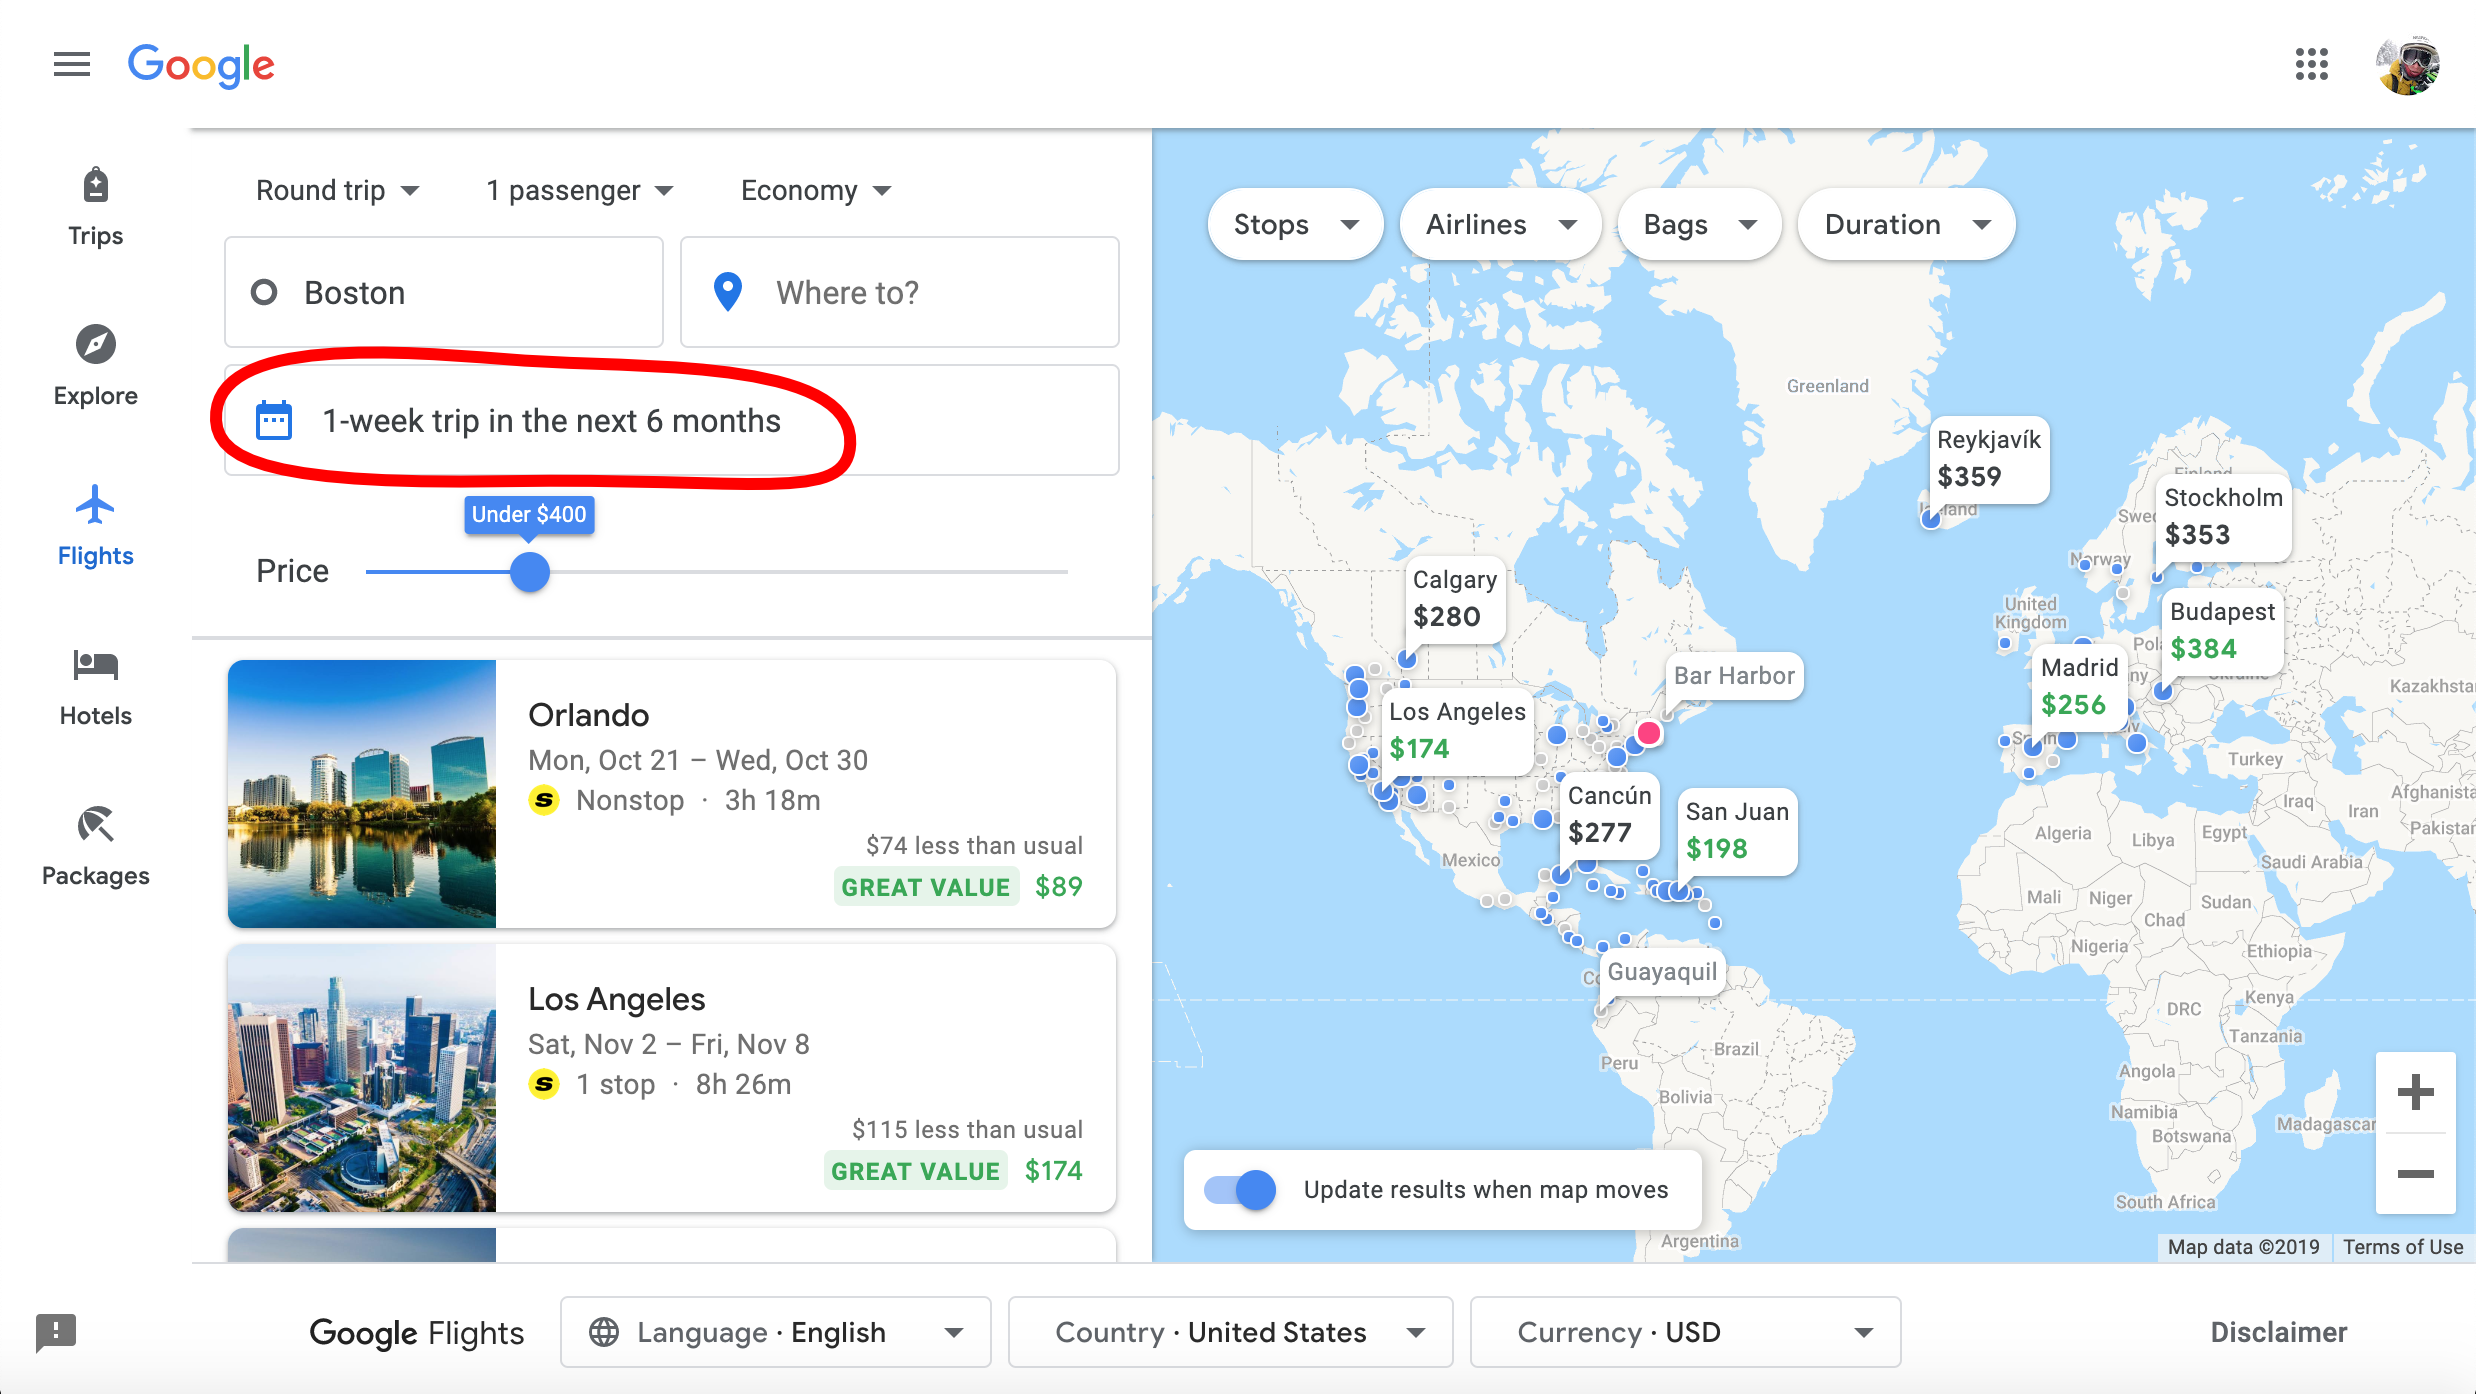 Google
Trips
Explore
Flights
Hotels
Packages
Round trip
1 passenger
Economy
Boston
Where to?
1-week trip in the next 6 months
Under $400
Price
Orlando
Mon, Oct 21 – Wed, Oct 30
S Nonstop · 3h 18m
$74 less than usual
GREAT VALUE $89
Los Angeles
Sat, Nov 2 – Fri, Nov 8
S 1 stop · 8h 26m
$115 less than usual
GREAT VALUE $174
Stops
Airlines
Bags
Duration
Greenland
Reykjavík
$359
Stockholm
$353
Norway
United
Kingdom
Budapest
$384
Madrid
$256
Calgary
$280
Bar Harbor
Los Angeles
$174
Cancún
$277
San Juan
$198
Mexico
Guayaquil
Turkey
Iraq
Iran
Algeria
Libya
Egypt
Saudi Arabia
Mali
Niger
Chad
Sudan
Nigeria
Ethiopia
DRC
Kenya
Tanzania
Angola
Namibia
Botswana
Madagascar
South Africa
Peru
Brazil
Bolivia
Argentina
Update results when map moves
Map data ©2019
Terms of Use
Google Flights
Language · English
Country · United States
Currency · USD
Disclaimer